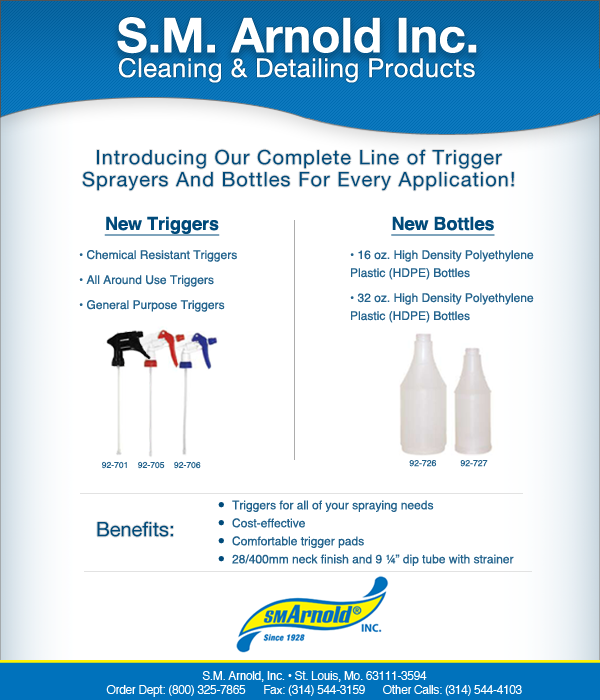 S.M. Arnold Inc.
Cleaning & Detailing Products
Introducing Our Complete Line of Trigger
Sprayers And Bottles For Every Application!
New Triggers
• Chemical Resistant Triggers
• All Around Use Triggers
• General Purpose Triggers
92-701 92-705 92-706
New Bottles
• 16 oz. High Density Polyethylene
Plastic (HDPE) Bottles
• 32 oz. High Density Polyethylene
Plastic (HDPE) Bottles
92-726 92-727
Benefits:
• Triggers for all of your spraying needs
• Cost-effective
• Comfortable trigger pads
• 28/400mm neck finish and 9 ¼” dip tube with strainer
SMArnold®
INC.
Since 1928
S.M. Arnold, Inc. • St. Louis, Mo. 63111-3594
Order Dept: (800) 325-7865 Fax: (314) 544-3159 Other Calls: (314) 544-4103